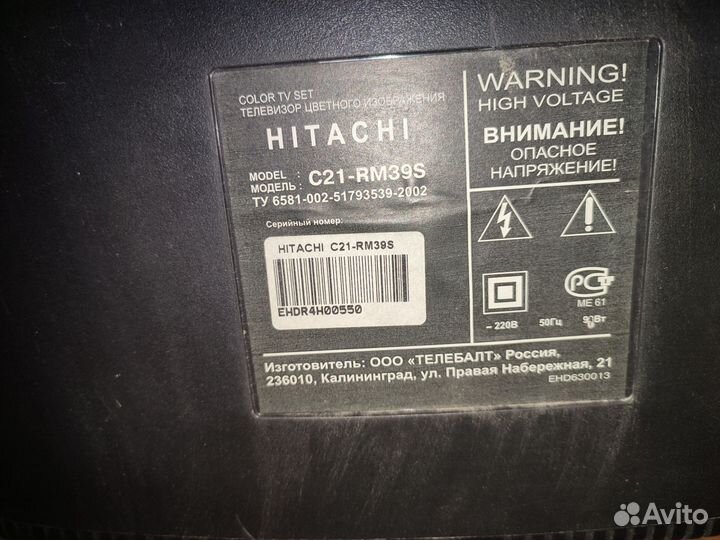 COLOR TV SET
ТЕЛЕВИЗОР ЦВЕТНОГО ИЗОБРАЖЕНИЯ
HITACHI
MODEL :
МОДЕЛЬ : C21-RM39S
ТУ 6581-002-51793539-2002
Серийный номер:
HITACHI C21-RM39S
EHDR4H00550
WARNING!
HIGH VOLTAGE
ВНИМАНИЕ!
ОПАСНОЕ
НАПРЯЖЕНИЕ!
РСТ
ME 61
~ 220В 50Гц 90Вт
Изготовитель: ООО «ТЕЛЕБАЛТ» Россия,
236010, Калининград, ул. Правая Набережная, 21
EHD630013
Avito